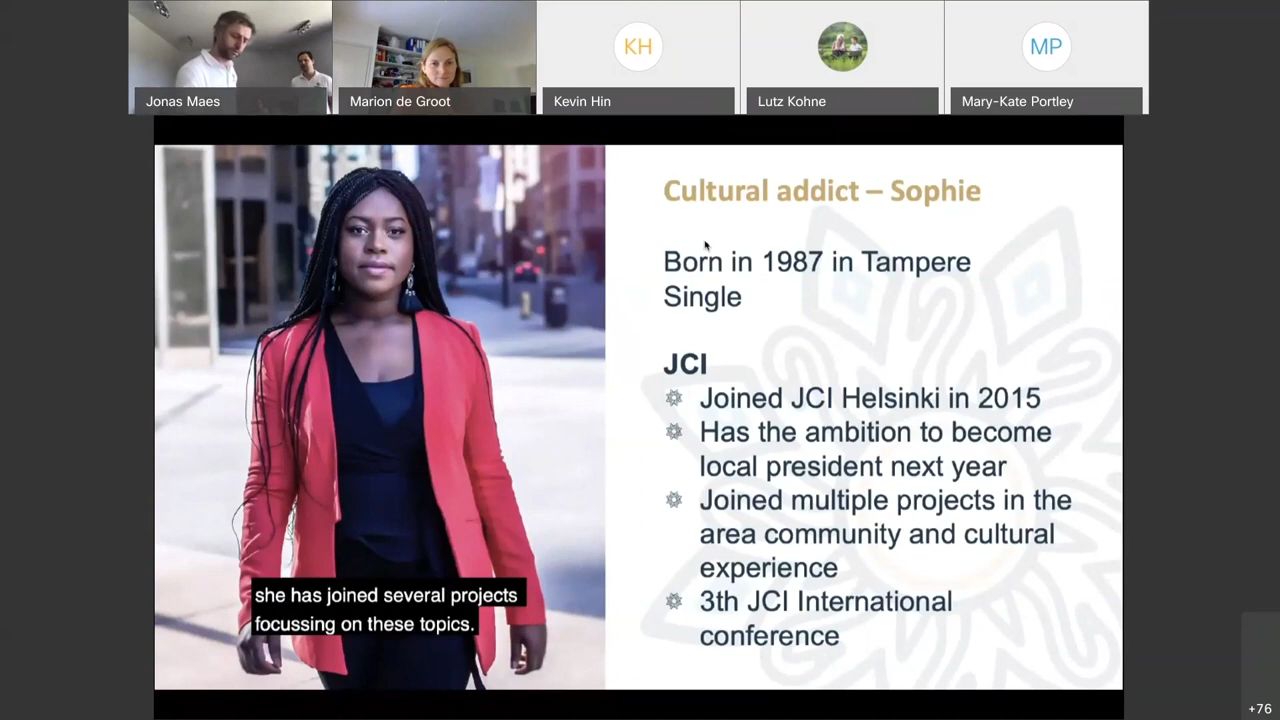 KH
MP
Jonas Maes
Marion de Groot
Kevin Hin
Lutz Kohne
Mary-Kate Portley
Cultural addict – Sophie
Born in 1987 in Tampere
Single
JCI
Joined JCI Helsinki in 2015
Has the ambition to become
local president next year
Joined multiple projects in the
area community and cultural
experience
3th JCI International
conference
she has joined several projects
focussing on these topics.
+76